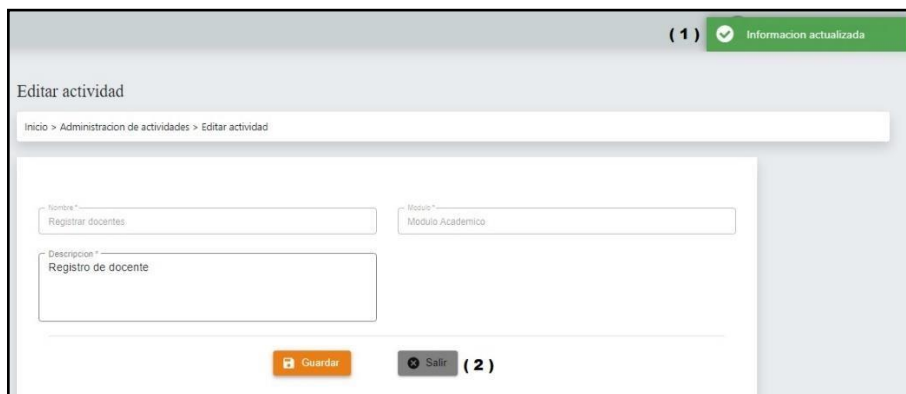 ( 1 ) Informacion actualizada
Editar actividad
Inicio > Administracion de actividades > Editar actividad
Nombre * Modulo *
Registrar docentes Modulo Academico
Descripcion *
Registro de docente
Guardar Salir ( 2 )